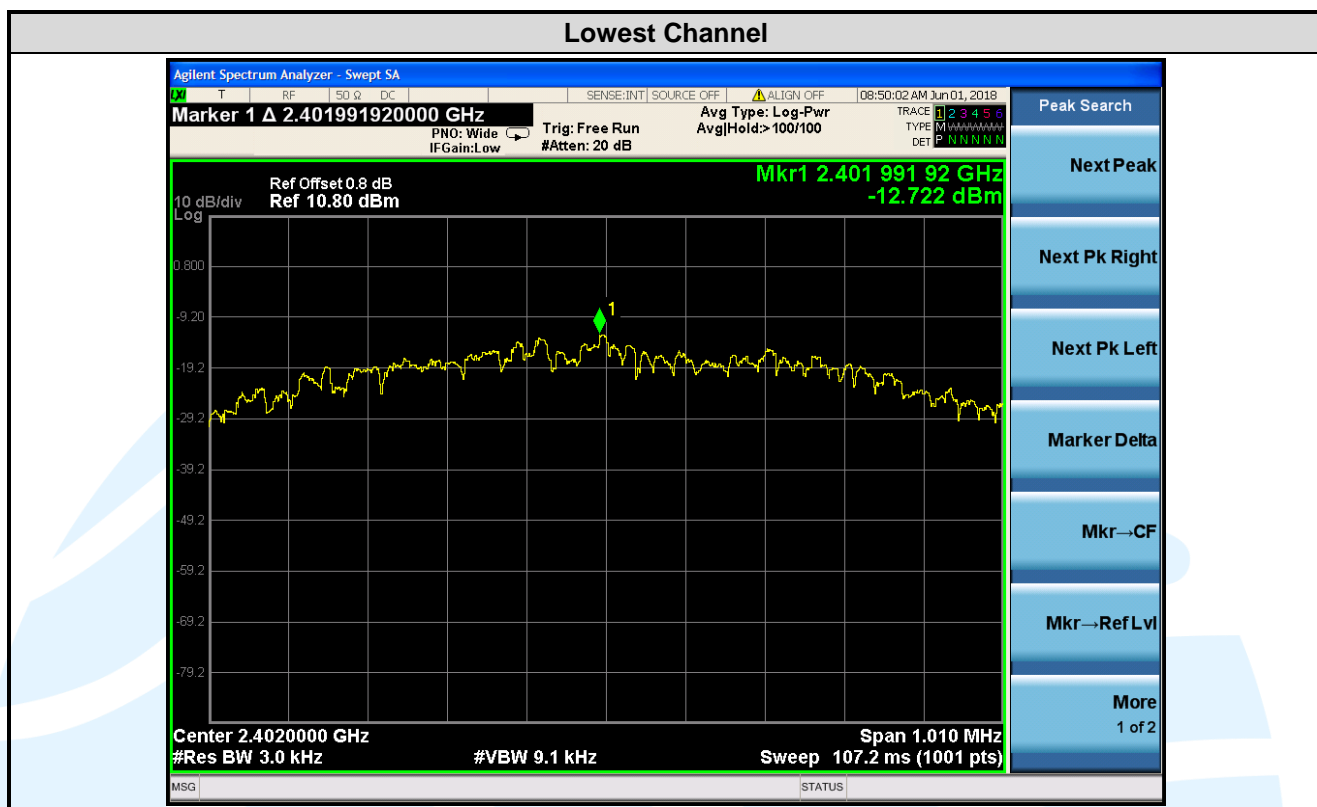 Lowest Channel
Agilent Spectrum Analyzer - Swept SA
LXI T RF 50 Ω DC SENSE:INT SOURCE OFF ALIGN OFF 08:50:02 AM Jun 01, 2018
Marker 1 Δ 2.401991920000 GHz
PNO: Wide
IFGain:Low
Trig: Free Run
#Atten: 20 dB
Avg Type: Log-Pwr
Avg|Hold:>100/100
TRACE 1 2 3 4 5 6
TYPE M WWWWW
DET P N N N N N
Ref Offset 0.8 dB
10 dB/div Ref 10.80 dBm
Log
Mkr1 2.401 991 92 GHz
-12.722 dBm
0.800
-9.20
-19.2
-29.2
-39.2
-49.2
-59.2
-69.2
-79.2
1
Center 2.4020000 GHz Span 1.010 MHz
#Res BW 3.0 kHz #VBW 9.1 kHz Sweep 107.2 ms (1001 pts)
MSG STATUS
Peak Search
Next Peak
Next Pk Right
Next Pk Left
Marker Delta
Mkr→CF
Mkr→Ref Lvl
More
1 of 2